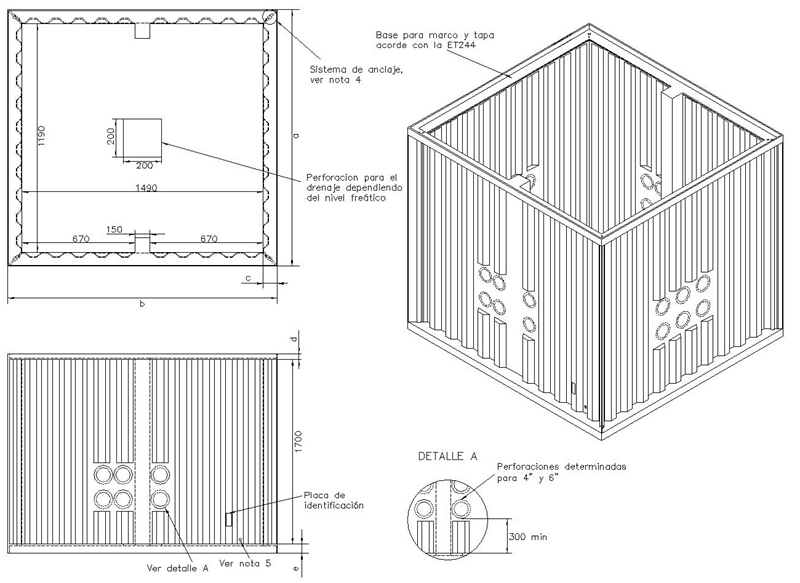 Sistema de anclaje,
ver nota 4
a
1190
200
200
Perforacion para el
drenaje dependiendo
del nivel freático
1490
150
670
670
c
b
Base para marco y tapa
acorde con la ET244
d
1700
Placa de
identificación
Ver detalle A
Ver nota 5
e
DETALLE A
Perforaciones determinadas
para 4" y 6"
300 min